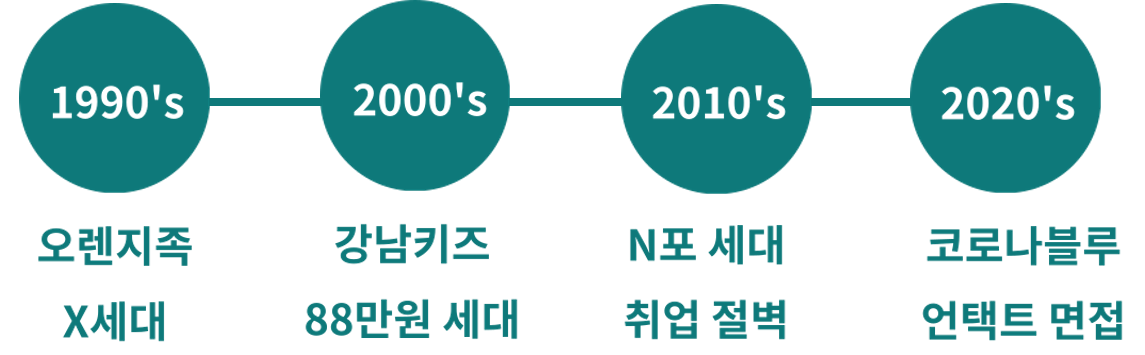 1990's
2000's
2010's
2020's
오렌지족
강남키즈
N포 세대
코로나블루
X세대
88만원 세대
취업 절벽
언택트 면접